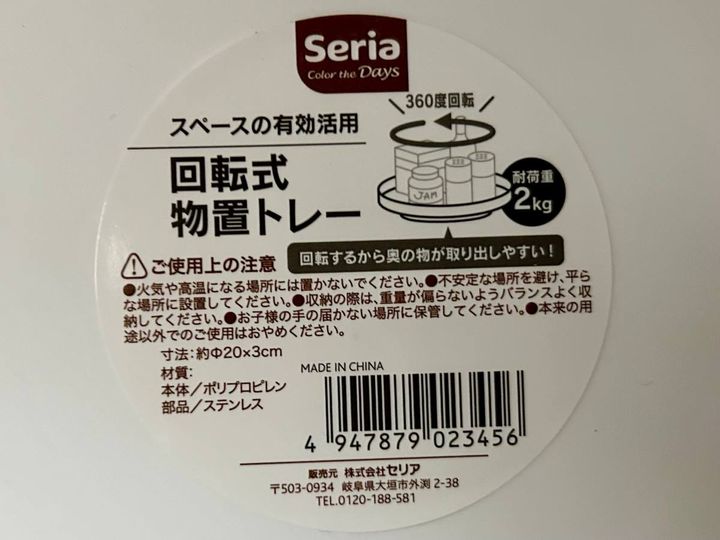 Seria
Color the Days
スペースの有効活用
回転式
物置トレー
360度回転
JAM
耐荷重
2kg
回転するから奥の物が取り出しやすい!
ご使用上の注意
●火気や高温になる場所には置かないでください。●不安定な場所を避け、平ら
な場所に設置してください。●収納の際は、重量が偏らないようバランスよく収
納してください。●お子様の手の届かない場所に保管してください。●本来の用
途以外でのご使用はおやめください。
寸法:約Φ20×3cm
材質:
本体/ポリプロピレン
部品/ステンレス
MADE IN CHINA
4 947879 023456
販売元 株式会社セリア
〒503-0934 岐阜県大垣市外渕 2-38
TEL.0120-188-581